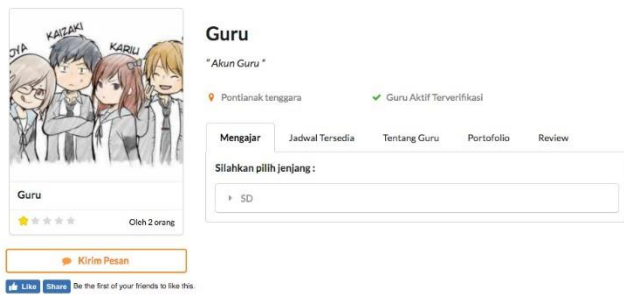 OYA
KAIZAKI
KARIU
Guru
Oleh 2 orang
Kirim Pesan
Like Share Be the first of your friends to like this.
Guru
"Akun Guru"
Pontianak tenggara
Guru Aktif Terverifikasi
Mengajar Jadwal Tersedia Tentang Guru Portofolio Review
Silahkan pilih jenjang :
SD